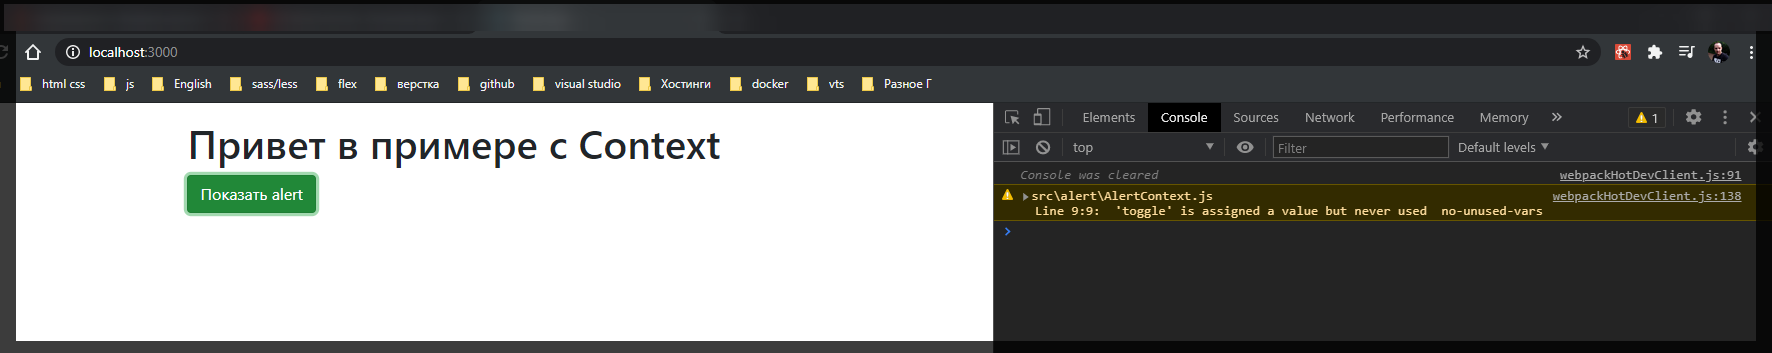 localhost:3000
html css js English sass/less flex верстка github visual studio Хостинги docker vts Разное Г
Привет в примере с Context
Показать alert
Elements Console Sources Network Performance Memory » 1
top Filter Default levels
Console was cleared webpackHotDevClient.js:91
src\alert\AlertContext.js webpackHotDevClient.js:138
Line 9:9: 'toggle' is assigned a value but never used no-unused-vars